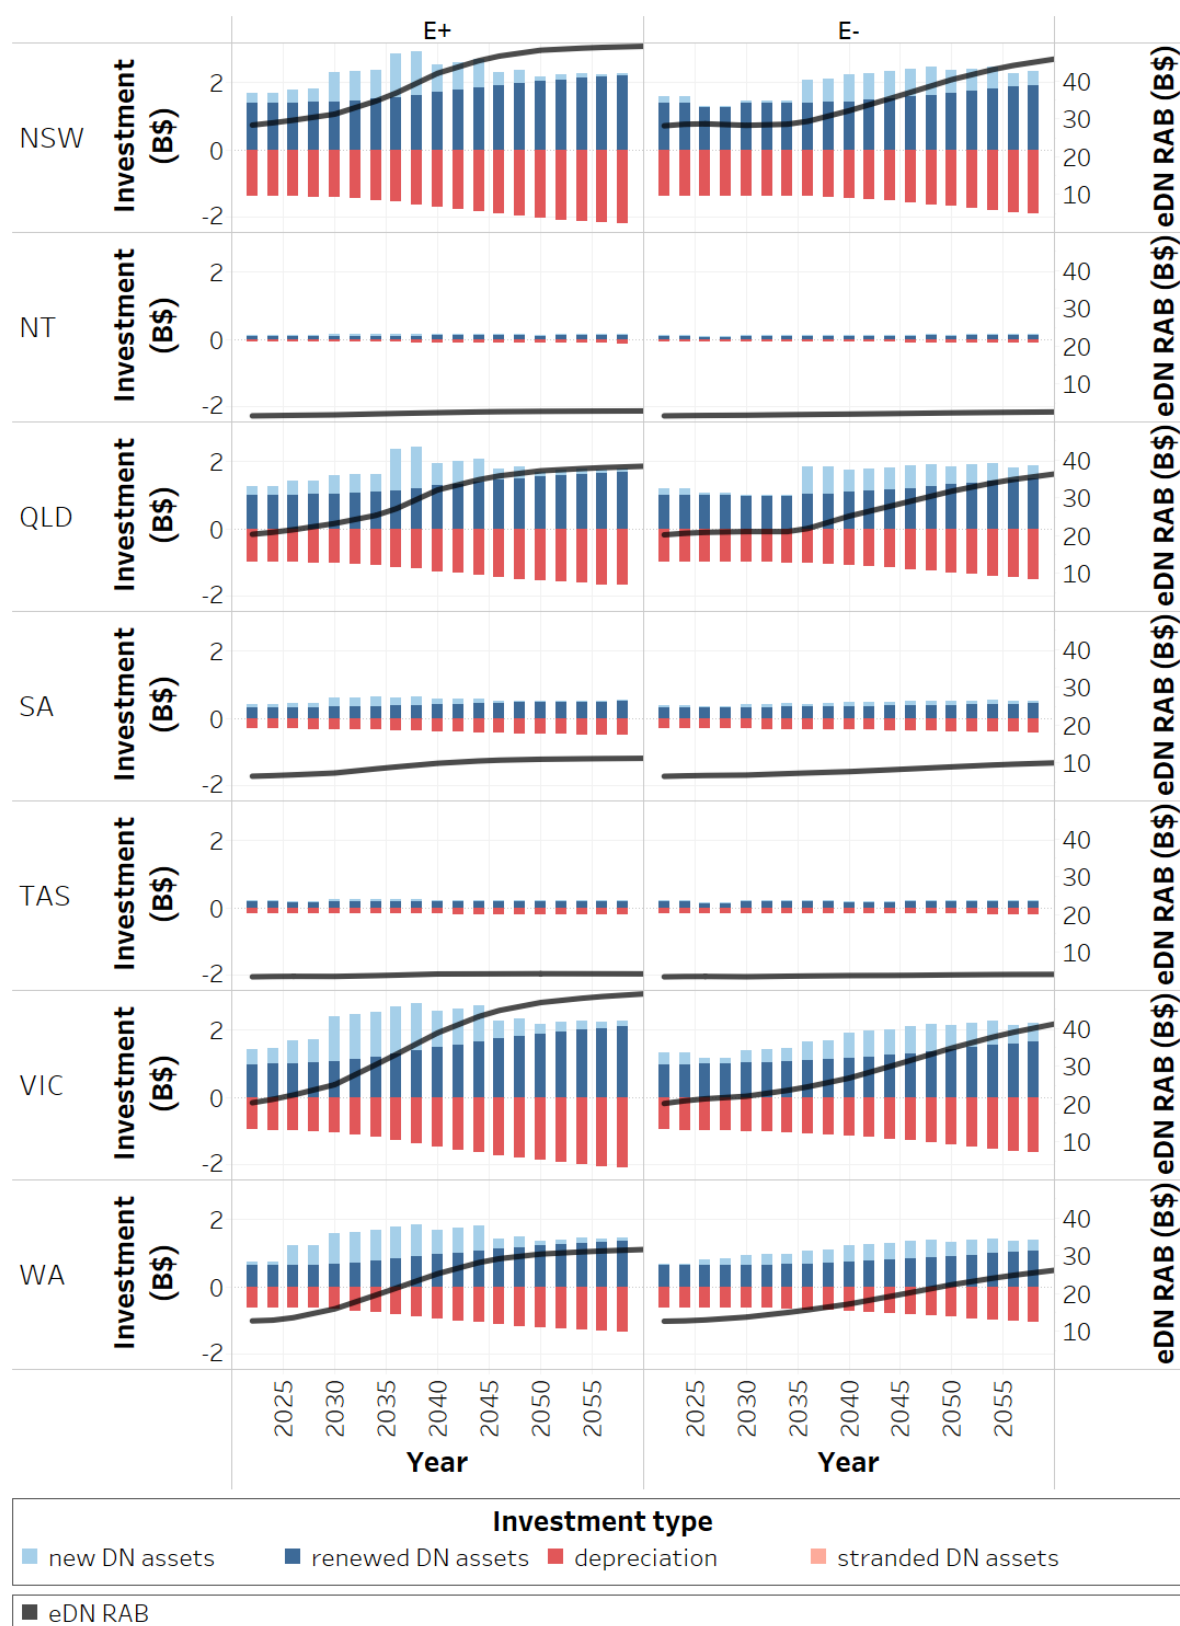 E+ E-
NSW Investment (B$) 2 0 -2 40 30 20 10 eDN RAB (B$)
NT Investment (B$) 2 0 -2 40 30 20 10 eDN RAB (B$)
QLD Investment (B$) 2 0 -2 40 30 20 10 eDN RAB (B$)
SA Investment (B$) 2 0 -2 40 30 20 10 eDN RAB (B$)
TAS Investment (B$) 2 0 -2 40 30 20 10 eDN RAB (B$)
VIC Investment (B$) 2 0 -2 40 30 20 10 eDN RAB (B$)
WA Investment (B$) 2 0 -2 40 30 20 10 eDN RAB (B$)
2025 2030 2035 2040 2045 2050 2055 2025 2030 2035 2040 2045 2050 2055
Year Year
Investment type
new DN assets renewed DN assets depreciation stranded DN assets
eDN RAB